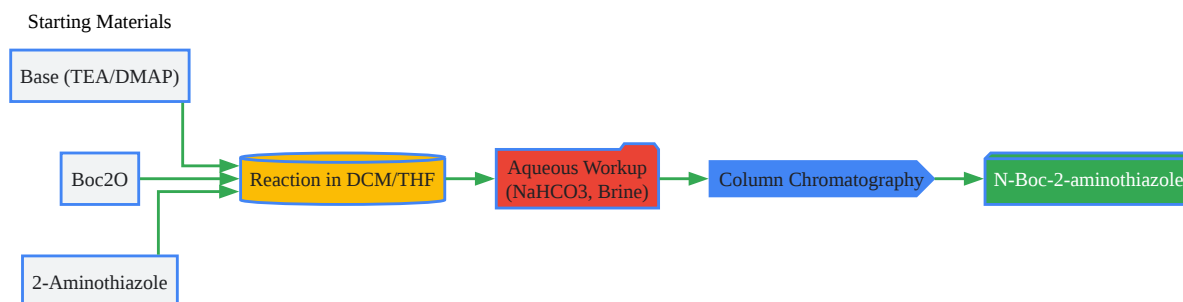 Starting Materials
Base (TEA/DMAP)
Boc2O
2-Aminothiazole
Reaction in DCM/THF
Aqueous Workup
(NaHCO3, Brine)
Column Chromatography
N-Boc-2-aminothiazole